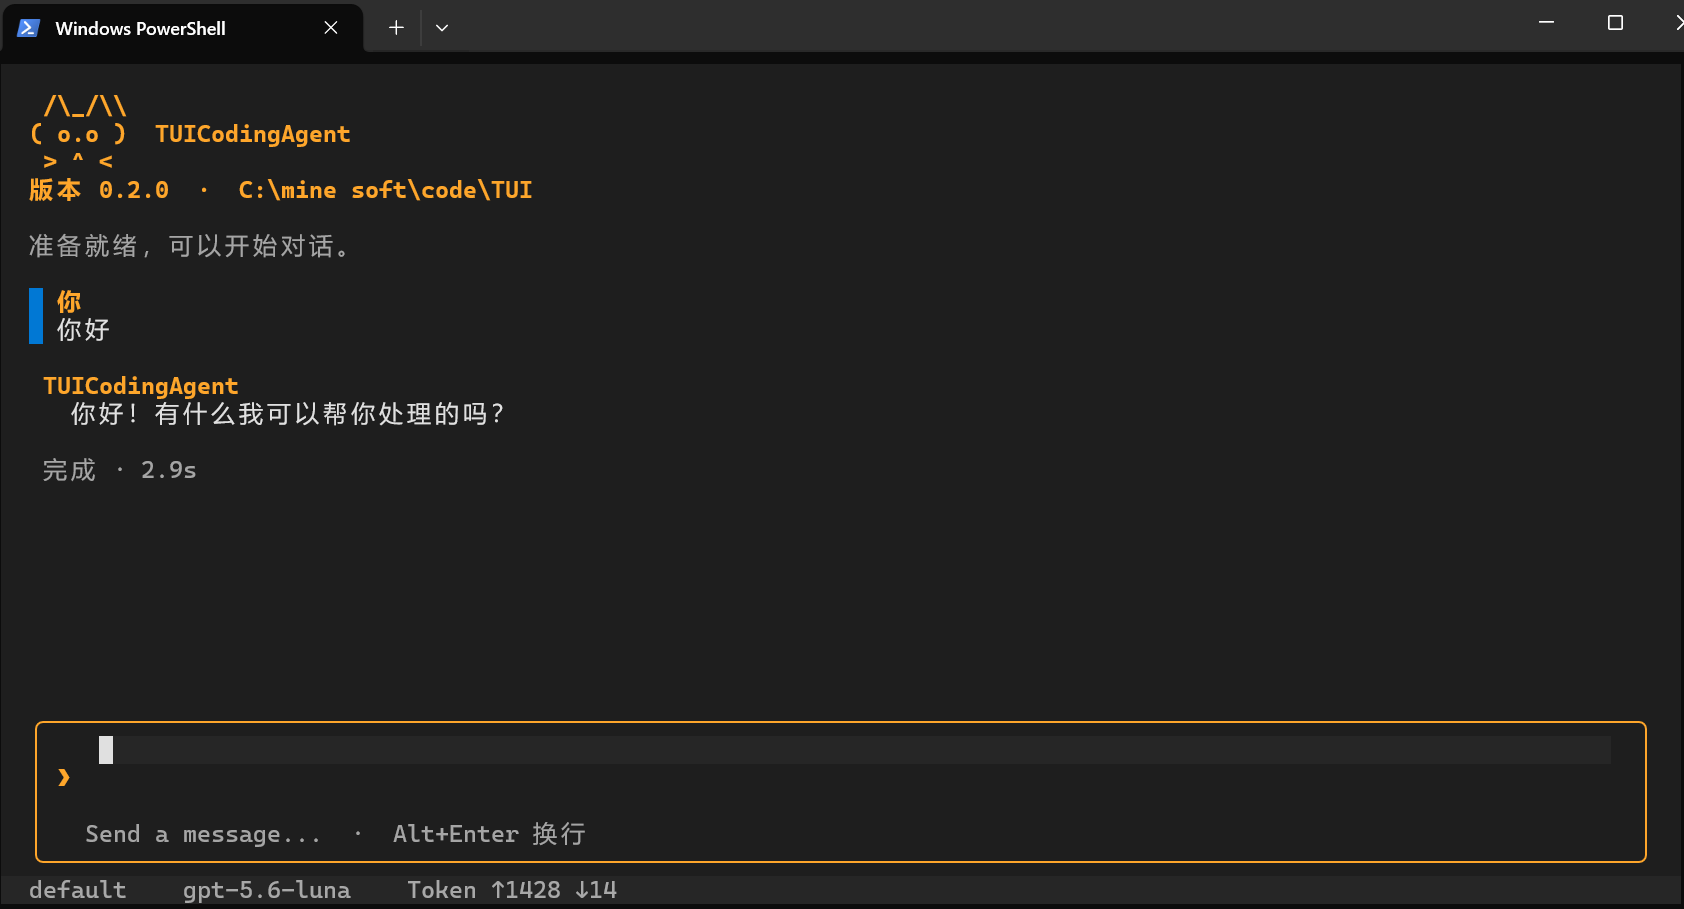 Windows PowerShell
/\_/\\
( o.o )  TUICodingAgent
> ^ <
版本 0.2.0  ·  C:\mine soft\code\TUI
准备就绪，可以开始对话。
你
你好
TUICodingAgent
你好！有什么我可以帮你处理的吗？
完成 · 2.9s
❯
Send a message...  ·  Alt+Enter 换行
default    gpt-5.6-luna    Token ↑1428 ↓14